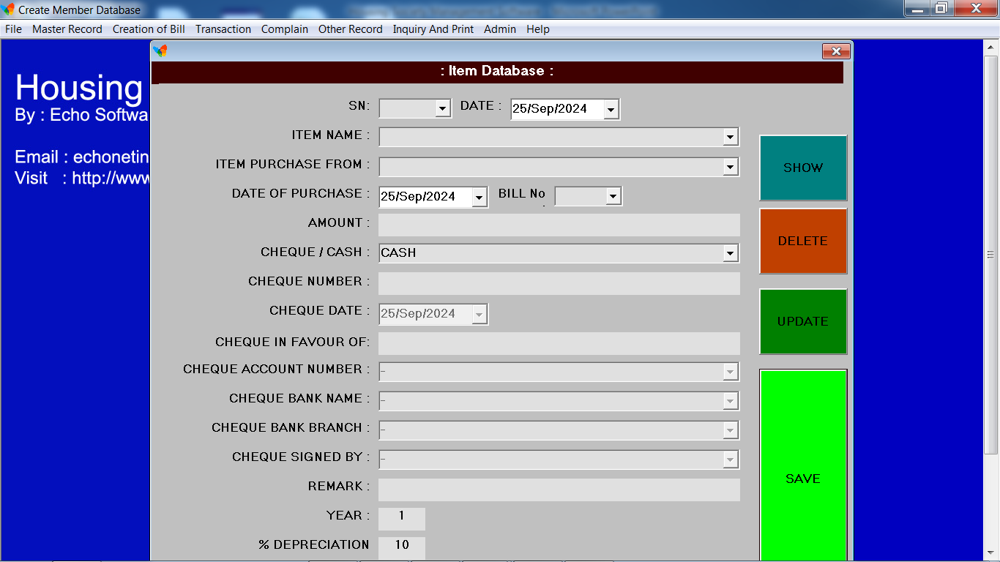 Create Member Database
File Master Record Creation of Bill Transaction Complain Other Record Inquiry And Print Admin Help
Housing
By : Echo Softwa
Email : echonetin
Visit : http://www
: Item Database :
SN:
DATE : 25/Sep/2024
ITEM NAME :
ITEM PURCHASE FROM :
DATE OF PURCHASE : 25/Sep/2024 BILL No .
AMOUNT :
CHEQUE / CASH : CASH
CHEQUE NUMBER :
CHEQUE DATE : 25/Sep/2024
CHEQUE IN FAVOUR OF:
CHEQUE ACCOUNT NUMBER : -
CHEQUE BANK NAME : -
CHEQUE BANK BRANCH : -
CHEQUE SIGNED BY : -
REMARK :
YEAR : 1
% DEPRECIATION 10
SHOW
DELETE
UPDATE
SAVE